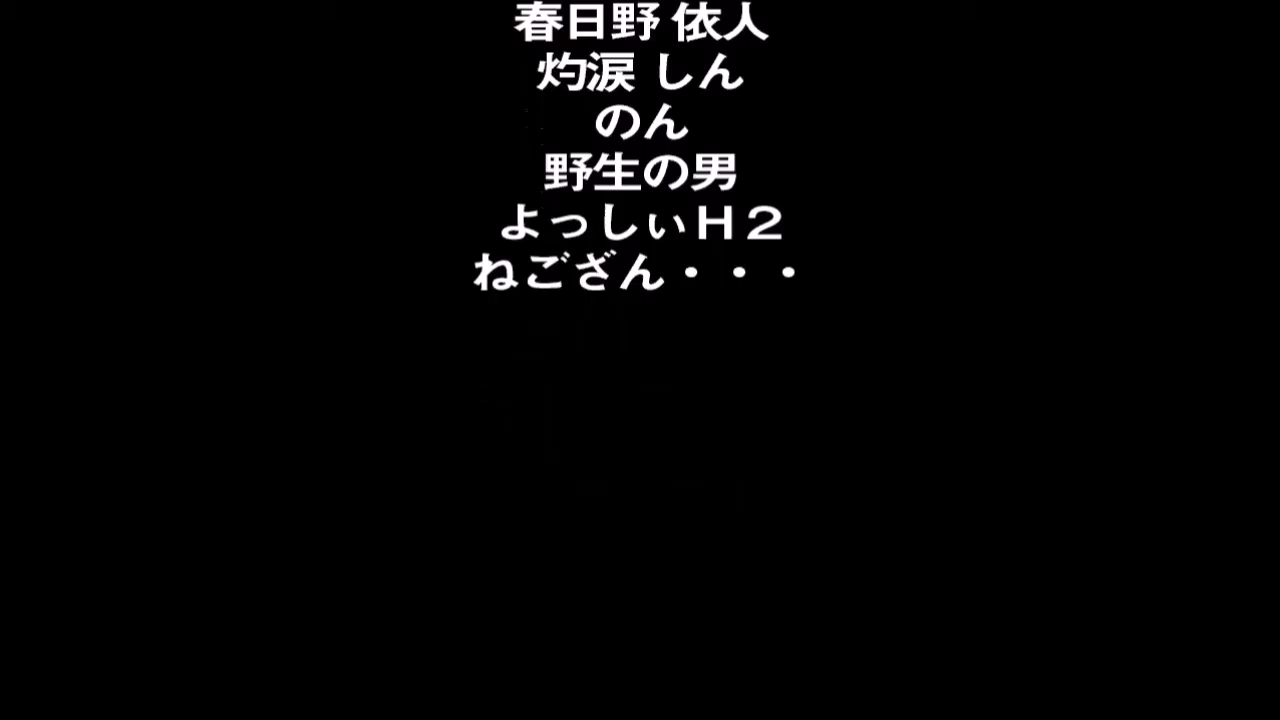 春日野 依人
灼涙 しん
のん
野生の男
よっしぃＨ２
ねござん・・・